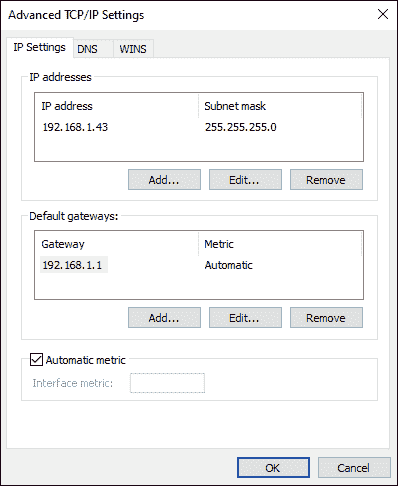 Advanced TCP/IP Settings
IP Settings DNS WINS
IP addresses
IP address Subnet mask
192.168.1.43 255.255.255.0
Add... Edit... Remove
Default gateways:
Gateway Metric
192.168.1.1 Automatic
Add... Edit... Remove
Automatic metric
Interface metric:
OK Cancel